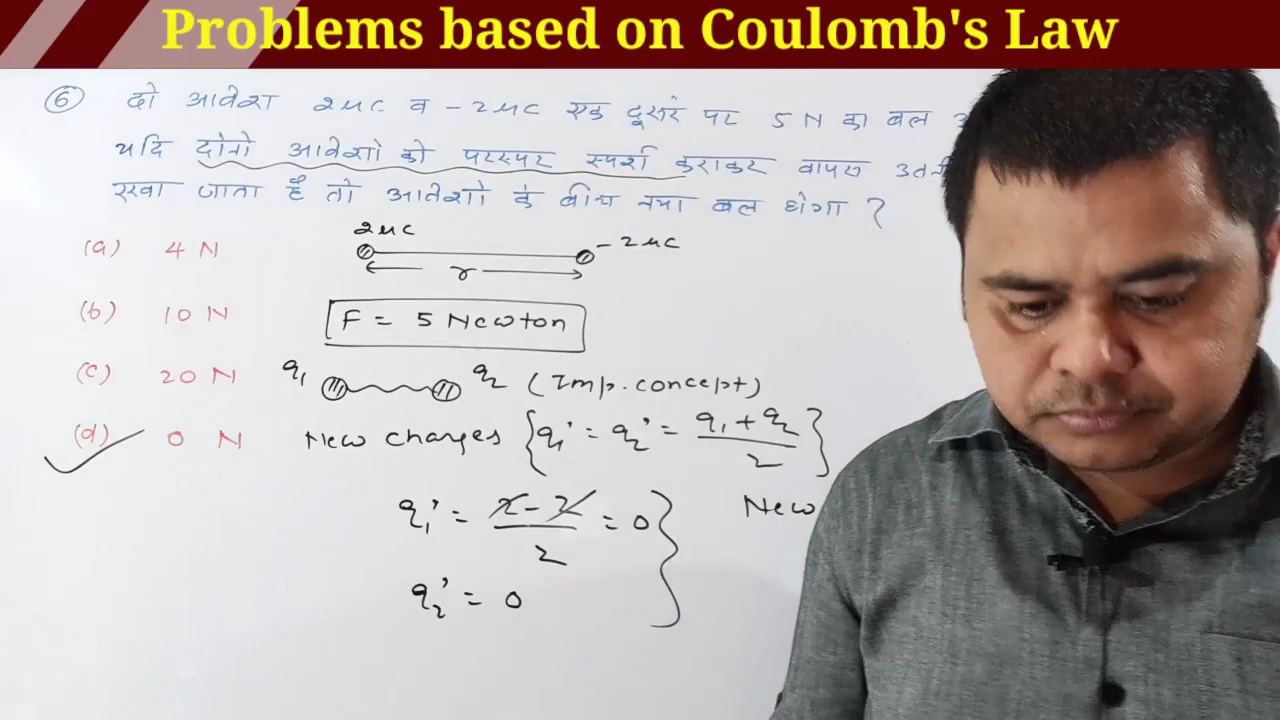 Problems based on Coulomb's Law
⑥ दो आवेश 2μC व -2μC एक दूसरे पर 5 N का बल
यदि दोनो आवेशो को परस्पर स्पर्श कराकर वापस
रखा जाता है तो आवेशो के बीच नया बल होगा ?
(a) 4 N
2μC
-2μC
r
(b) 10 N
F = 5 Newton
(c) 20 N
q₁ q₂ (Imp. concept)
(d) 0 N
New charges { q₁' = q₂' = (q₁ + q₂)/2 }
q₁' = (2 - 2)/2 = 0
New
q₂' = 0